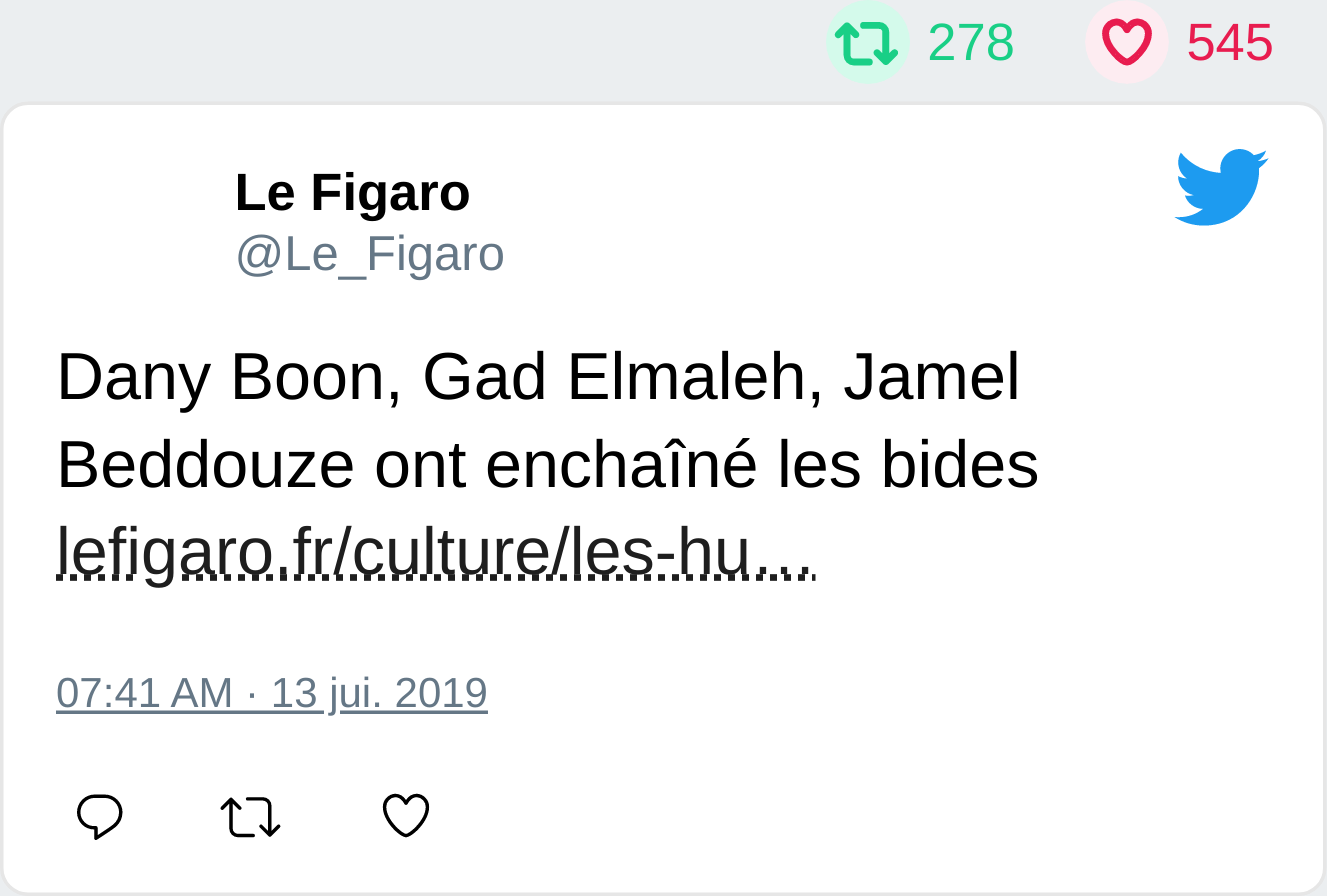 278 545
Le Figaro
@Le_Figaro
Dany Boon, Gad Elmaleh, Jamel
Beddouze ont enchaîné les bides
lefigaro.fr/culture/les-hu…
07:41 AM · 13 jui. 2019